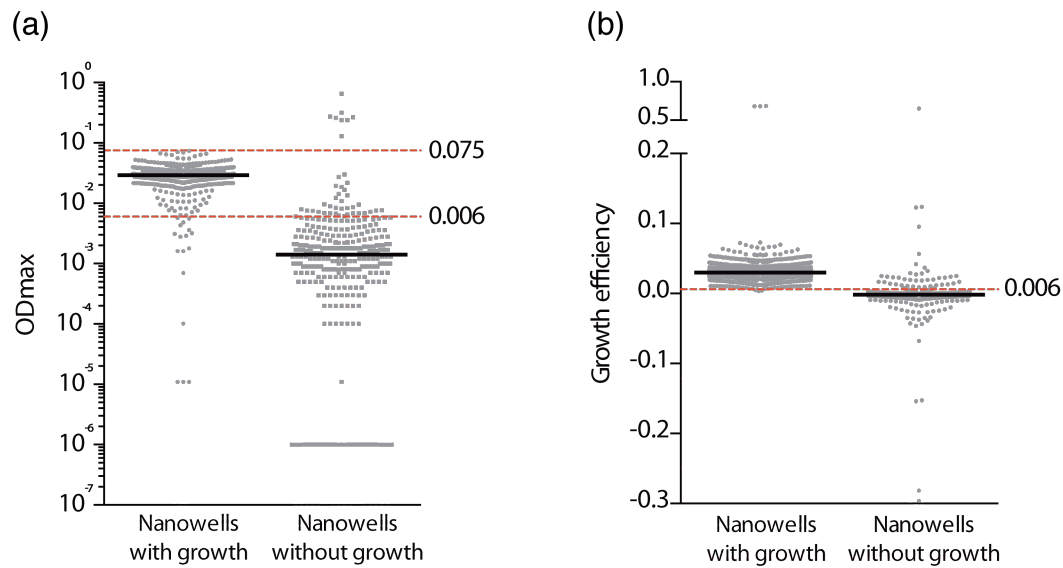 (a)
ODmax
10⁰
10⁻¹
10⁻²
10⁻³
10⁻⁴
10⁻⁵
10⁻⁶
10⁻⁷
0.075
0.006
Nanowells
with growth
Nanowells
without growth
(b)
Growth efficiency
1.0
0.5
0.2
0.1
0.0
-0.1
-0.2
-0.3
0.006
Nanowells
with growth
Nanowells
without growth